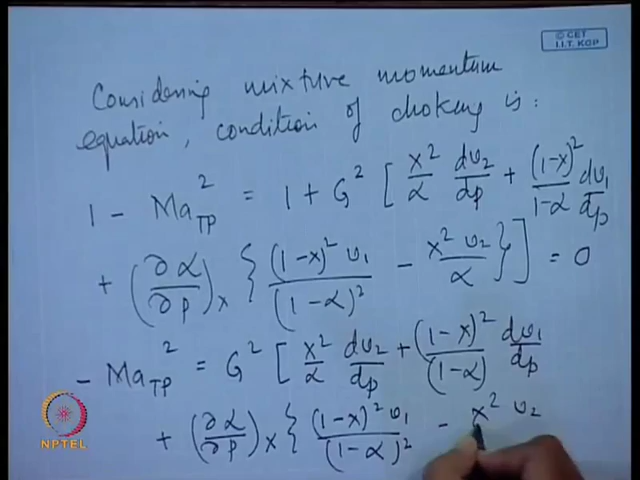 © CET
I.I.T. KGP
Considering mixture momentum
equation, condition of choking is :
1 - Ma_TP^2 = 1 + G^2 [ x^2/α dv_2/dp + (1-x)^2/(1-α) dv_1/dp
+ (∂α/∂p)_x { (1-x)^2 v_1/(1-α)^2 - x^2 v_2/α } ] = 0
- Ma_TP^2 = G^2 [ x^2/α dv_2/dp + (1-x)^2/(1-α) dv_1/dp
+ (∂α/∂p)_x { (1-x)^2 v_1/(1-α)^2 - x^2 v_2
NPTEL